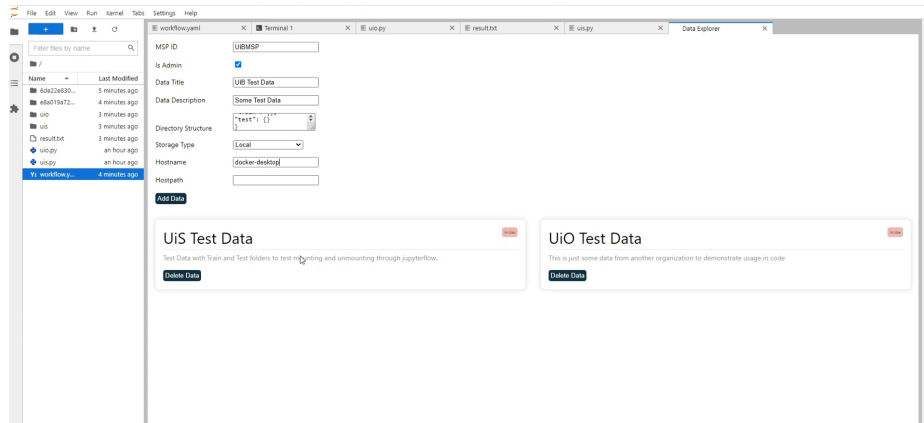 File Edit View Run Kernel Tabs Settings Help
workflow.yaml Terminal 1 uio.py result.txt uis.py Data Explorer
Filter files by name
/
Name Last Modified
6de22e830... 5 minutes ago
e8a019a72... 4 minutes ago
uio 3 minutes ago
uis 3 minutes ago
result.txt 3 minutes ago
uio.py an hour ago
uis.py an hour ago
workflow.y... 4 minutes ago
MSP ID UiBMSP
Is Admin
Data Title UIB Test Data
Data Description Some Test Data
"test": {}
}
Directory Structure
Storage Type Local
Hostname docker-desktop
Hostpath
Add Data
UiS Test Data In Use
Test Data with Train and Test folders to test mounting and unmounting through jupyterflow.
Delete Data
UiO Test Data In Use
This is just some data from another organization to demonstrate usage in code
Delete Data